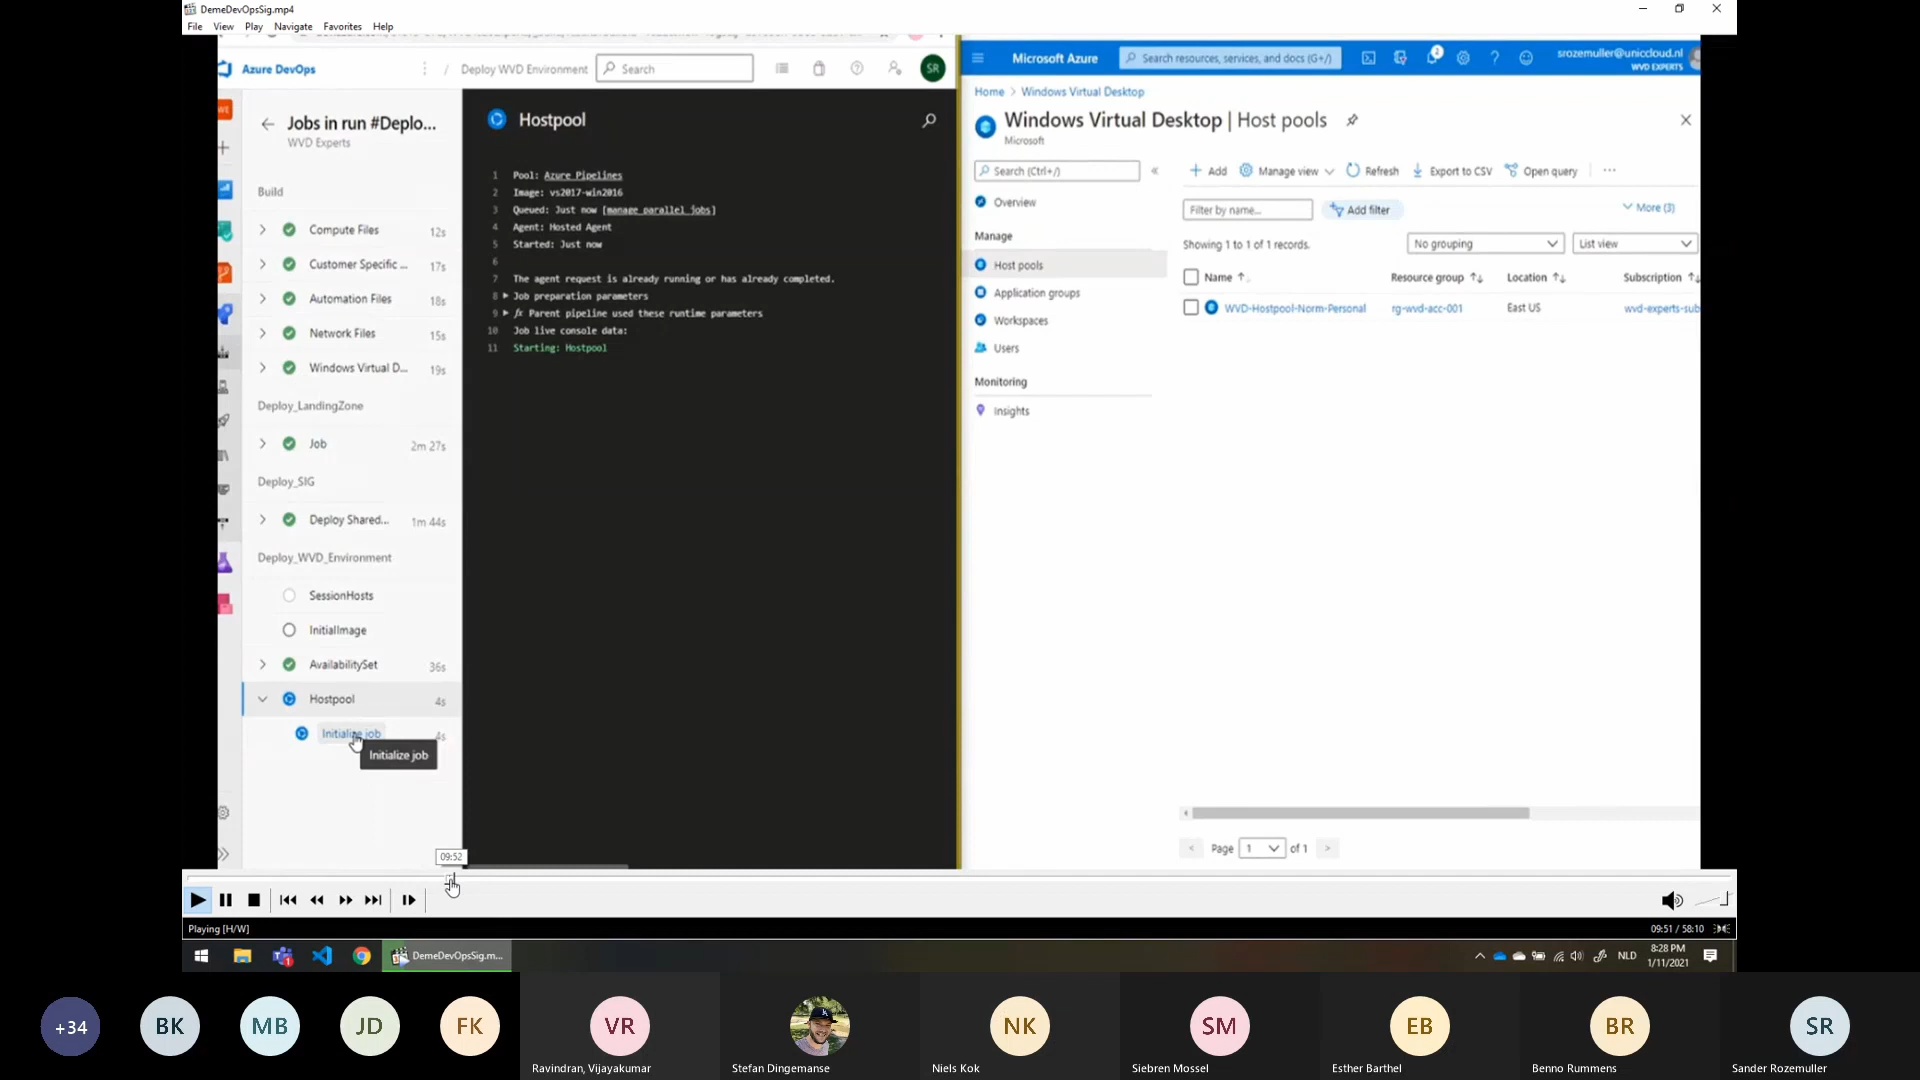 DemeDevOpsSig.mp4
File View Play Navigate Favorites Help
Azure DevOps
/ Deploy WVD Environment
Search
SR
Jobs in run #Deplo...
WVD Experts
Build
Compute Files 12s
Customer Specific ... 17s
Automation Files 18s
Network Files 15s
Windows Virtual D... 19s
Deploy_LandingZone
Job 2m 27s
Deploy_SIG
Deploy Shared... 1m 44s
Deploy_WVD_Environment
SessionHosts
InitialImage
AvailabilitySet 36s
Hostpool 4s
Initialize job 4s
Initialize job
Hostpool
1 Pool: Azure Pipelines
2 Image: vs2017-win2016
3 Queued: Just now [manage parallel jobs]
4 Agent: Hosted Agent
5 Started: Just now
6
7 The agent request is already running or has already completed.
8 Job preparation parameters
9 fx Parent pipeline used these runtime parameters
10 Job live console data:
11 Starting: Hostpool
Microsoft Azure
Search resources, services, and docs (G+/)
2
srozemuller@uniccloud.nl
WVD EXPERTS
Home > Windows Virtual Desktop
Windows Virtual Desktop | Host pools
Microsoft
Search (Ctrl+/)
«
Overview
Manage
Host pools
Application groups
Workspaces
Users
Monitoring
Insights
Add Manage view Refresh Export to CSV Open query ...
Filter by name...
Add filter
More (3)
Showing 1 to 1 of 1 records.
No grouping
List view
Name Resource group Location Subscription
WVD-Hostpool-Norm-Personal rg-wvd-acc-001 East US wvd-experts-sub
< Page 1 of 1 >
09:52
Playing [H/W]
09:51 / 58:10
DemeDevOpsSig.m...
NLD
8:28 PM
1/11/2021
+34
BK
MB
JD
FK
VR
Ravindran, Vijayakumar
Stefan Dingemanse
NK
Niels Kok
SM
Siebren Mossel
EB
Esther Barthel
BR
Benno Rummens
SR
Sander Rozemuller